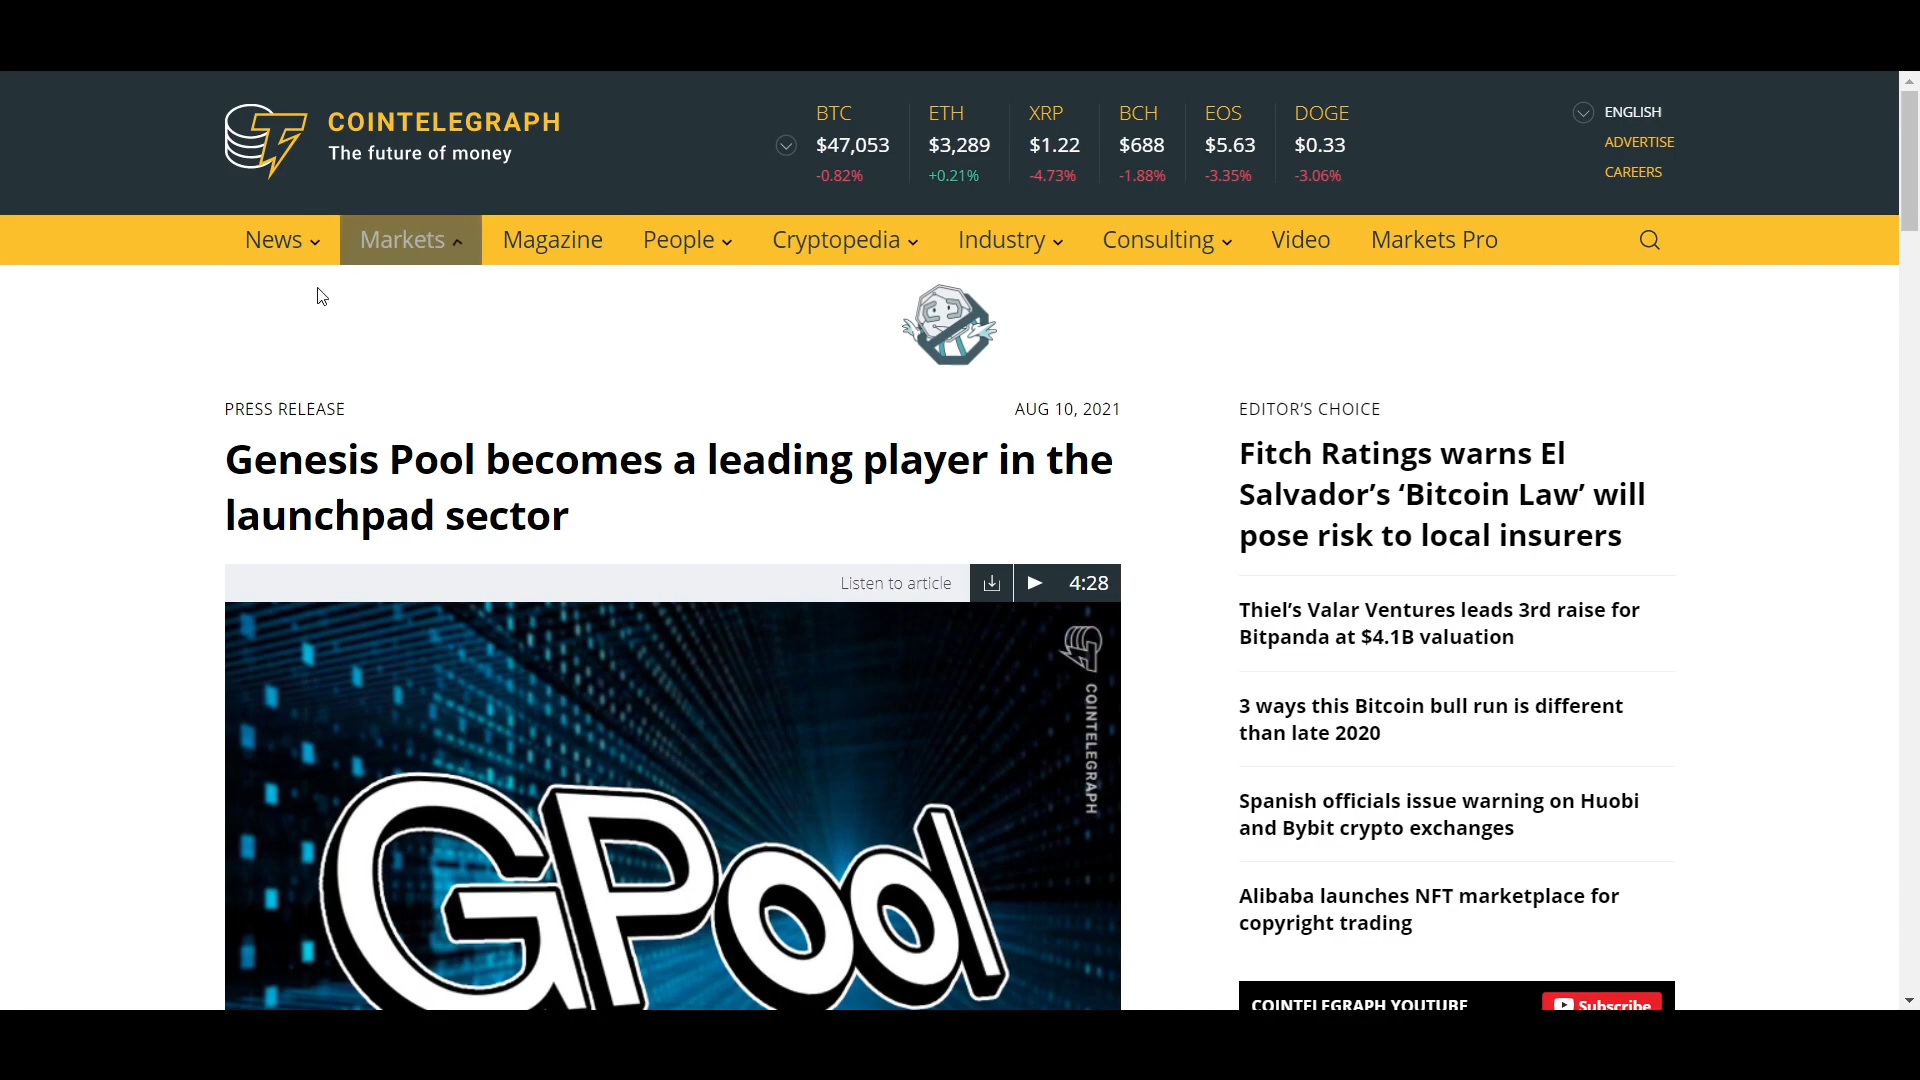 COINTELEGRAPH
The future of money
BTC
$47,053
-0.82%
ETH
$3,289
+0.21%
XRP
$1.22
-4.73%
BCH
$688
-1.88%
EOS
$5.63
-3.35%
DOGE
$0.33
-3.06%
ENGLISH
ADVERTISE
CAREERS
News Markets Magazine People Cryptopedia Industry Consulting Video Markets Pro
PRESS RELEASE
AUG 10, 2021
Genesis Pool becomes a leading player in the
launchpad sector
Listen to article
4:28
COINTELEGRAPH
GPool
EDITOR'S CHOICE
Fitch Ratings warns El
Salvador’s ‘Bitcoin Law’ will
pose risk to local insurers
Thiel’s Valar Ventures leads 3rd raise for
Bitpanda at $4.1B valuation
3 ways this Bitcoin bull run is different
than late 2020
Spanish officials issue warning on Huobi
and Bybit crypto exchanges
Alibaba launches NFT marketplace for
copyright trading
COINTELEGRAPH YOUTUBE
Subscribe